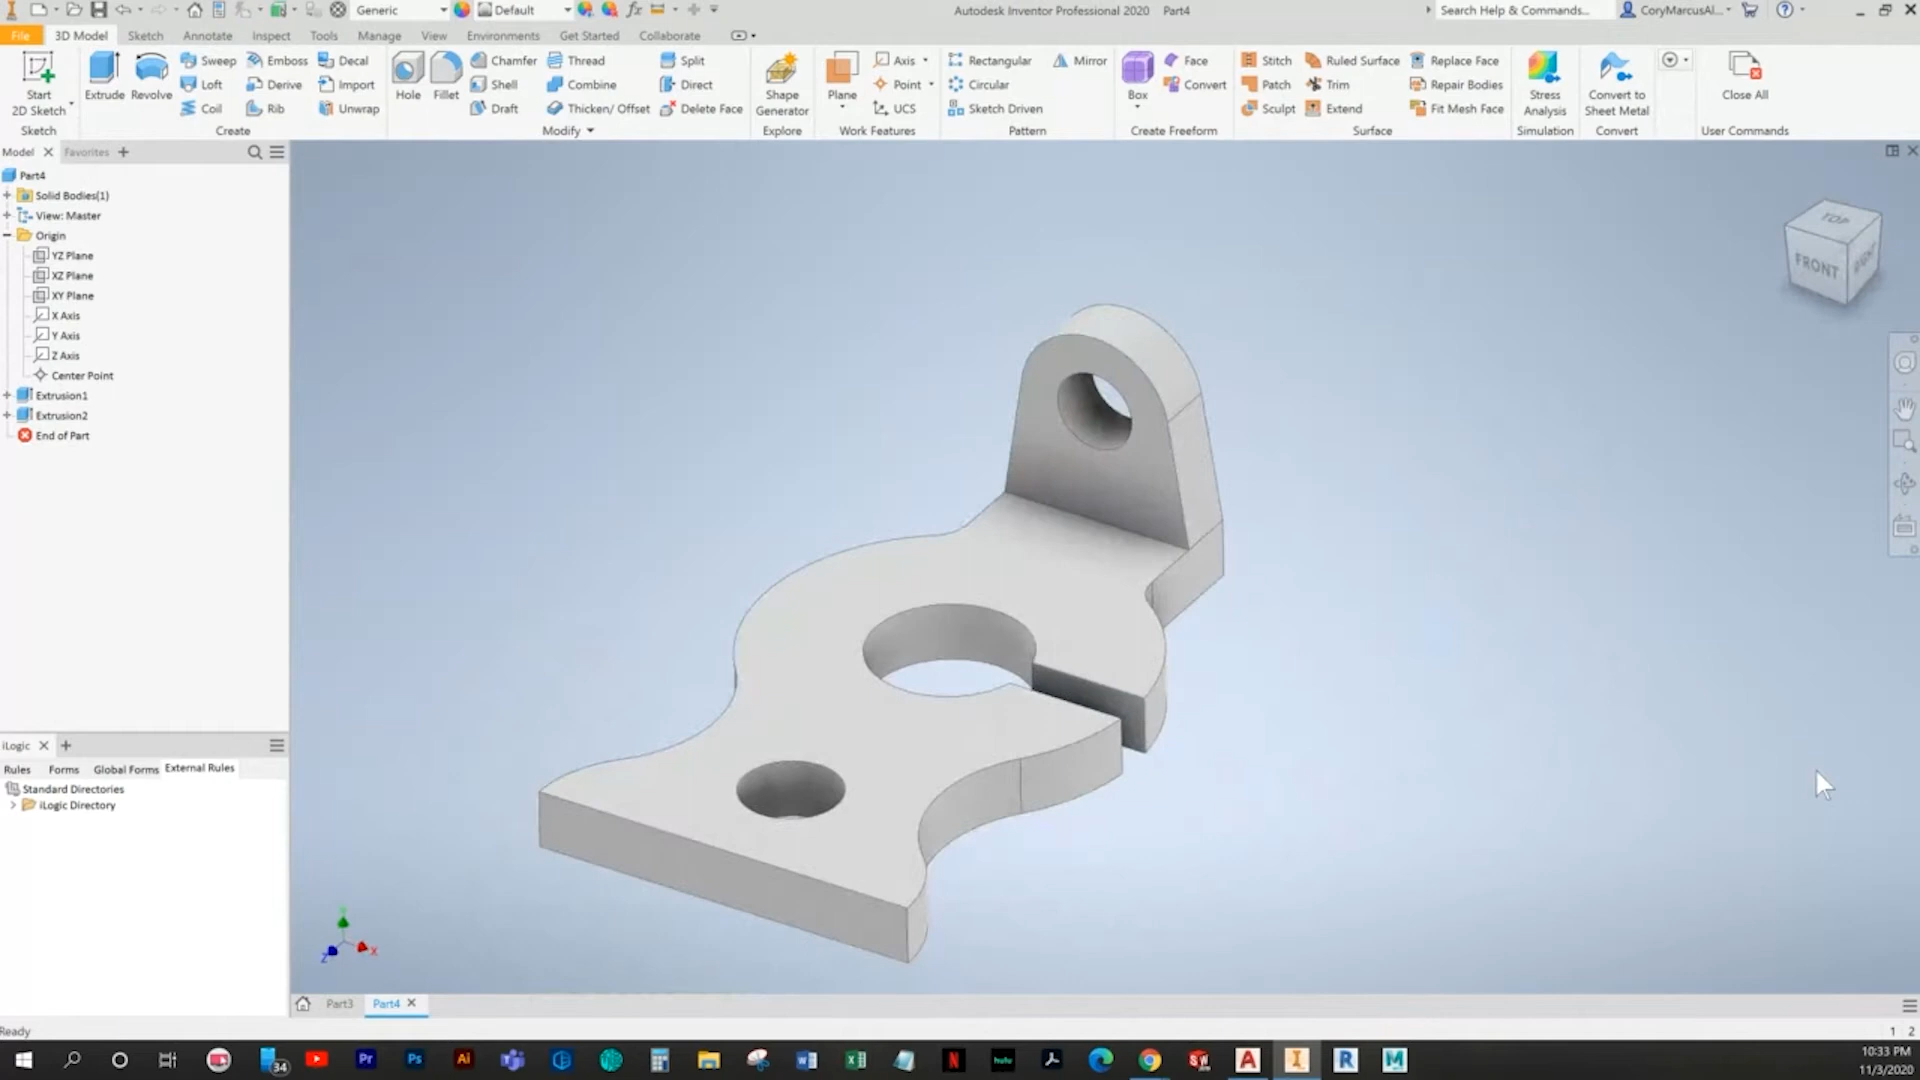 Generic
Default
Autodesk Inventor Professional 2020 Part4
Search Help & Commands...
CoryMarcusAl...
File
3D Model
Sketch
Annotate
Inspect
Tools
Manage
View
Environments
Get Started
Collaborate
Start
2D Sketch
Sketch
Extrude
Revolve
Sweep
Emboss
Decal
Loft
Derive
Import
Coil
Rib
Unwrap
Create
Hole
Fillet
Chamfer
Thread
Split
Shell
Combine
Direct
Draft
Thicken/ Offset
Delete Face
Modify
Shape
Generator
Explore
Plane
Axis
Point
UCS
Work Features
Rectangular
Mirror
Circular
Sketch Driven
Pattern
Box
Face
Convert
Create Freeform
Stitch
Ruled Surface
Replace Face
Patch
Trim
Repair Bodies
Sculpt
Extend
Fit Mesh Face
Surface
Stress
Analysis
Simulation
Convert to
Sheet Metal
Convert
Close All
User Commands
Model
Favorites
Part4
Solid Bodies(1)
View: Master
Origin
YZ Plane
XZ Plane
XY Plane
X Axis
Y Axis
Z Axis
Center Point
Extrusion1
Extrusion2
End of Part
TOP
FRONT
iLogic
Rules
Forms
Global Forms
External Rules
Standard Directories
iLogic Directory
Z
X
Part3
Part4
Ready
1 2
34
Pr
Ps
Ai
N
hulu
SW
A
I
R
M
10:33 PM
11/3/2020